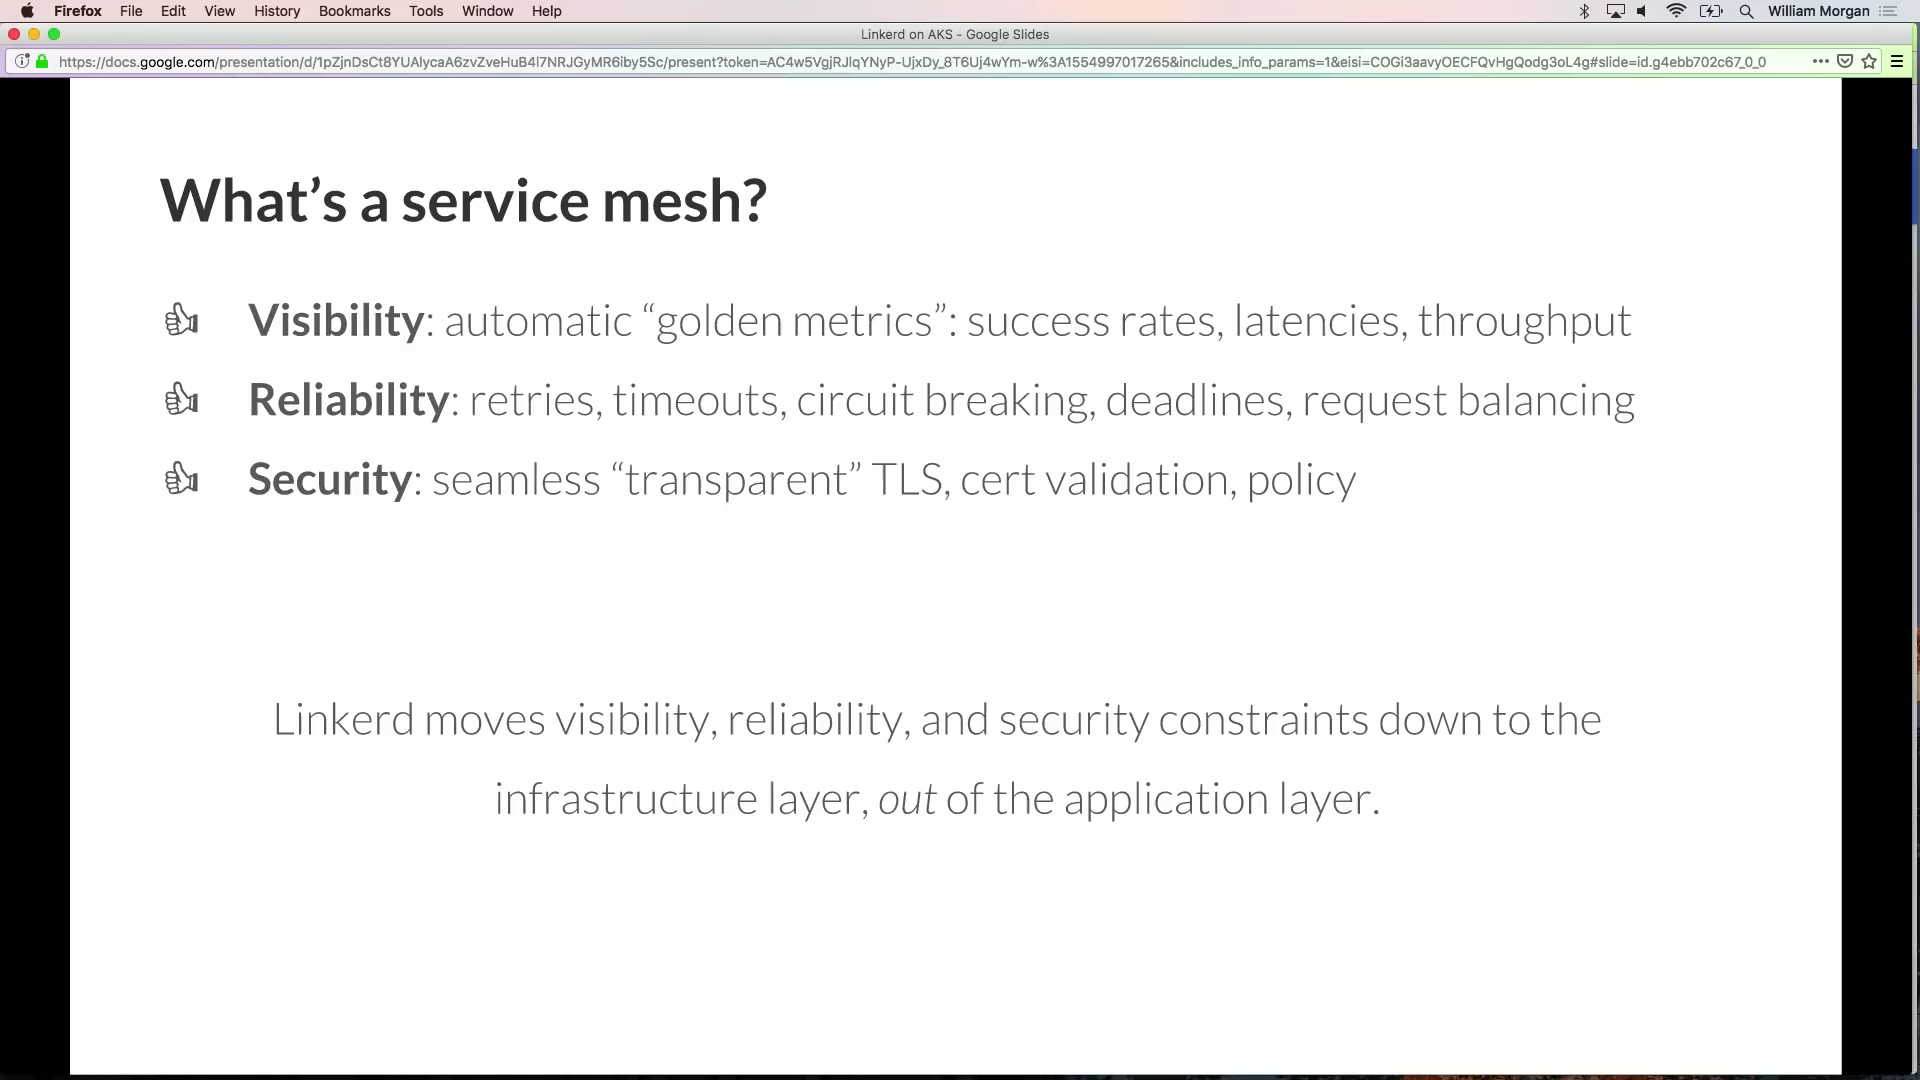 Firefox File Edit View History Bookmarks Tools Window Help William Morgan
Linkerd on AKS - Google Slides
https://docs.google.com/presentation/d/1pZjnDsCt8YUAlycaA6zvZveHuB4l7NRJGyMR6iby5Sc/present?token=AC4w5VgjRJlqYNyP-UjxDy_8T6Uj4wYm-w%3A1554997017265&includes_info_params=1&eisi=COGi3aavyOECFQvHgQodg3oL4g#slide=id.g4ebb702c67_0_0
What’s a service mesh?
Visibility: automatic “golden metrics”: success rates, latencies, throughput
Reliability: retries, timeouts, circuit breaking, deadlines, request balancing
Security: seamless “transparent” TLS, cert validation, policy
Linkerd moves visibility, reliability, and security constraints down to the
infrastructure layer, out of the application layer.